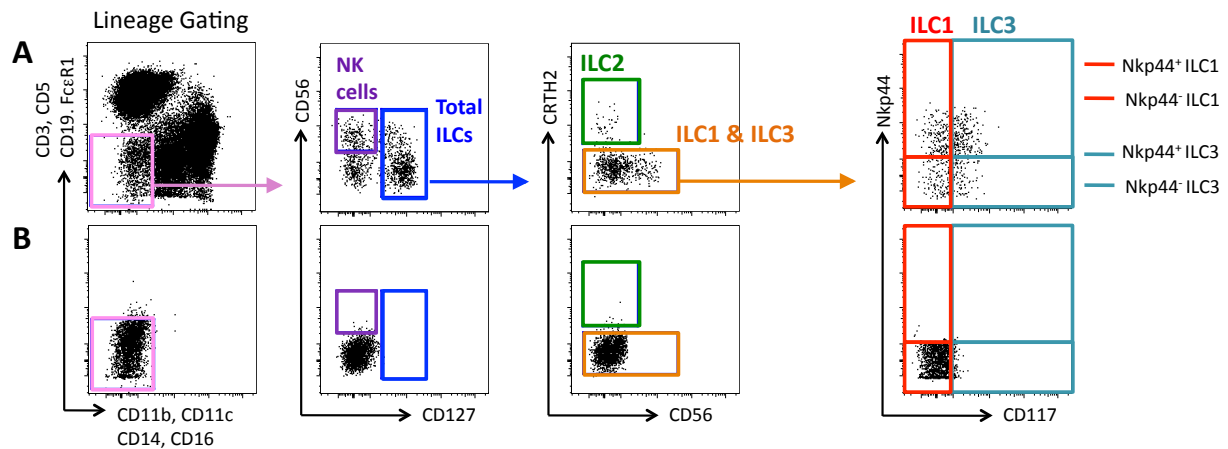 Lineage Gating
A
CD3, CD5
CD19. FcεR1
NK
cells
CD56
Total
ILCs
ILC2
CRTH2
ILC1 & ILC3
ILC1
ILC3
Nkp44
Nkp44⁺ ILC1
Nkp44⁻ ILC1
Nkp44⁺ ILC3
Nkp44⁻ ILC3
B
CD11b, CD11c
CD14, CD16
CD127
CD56
CD117